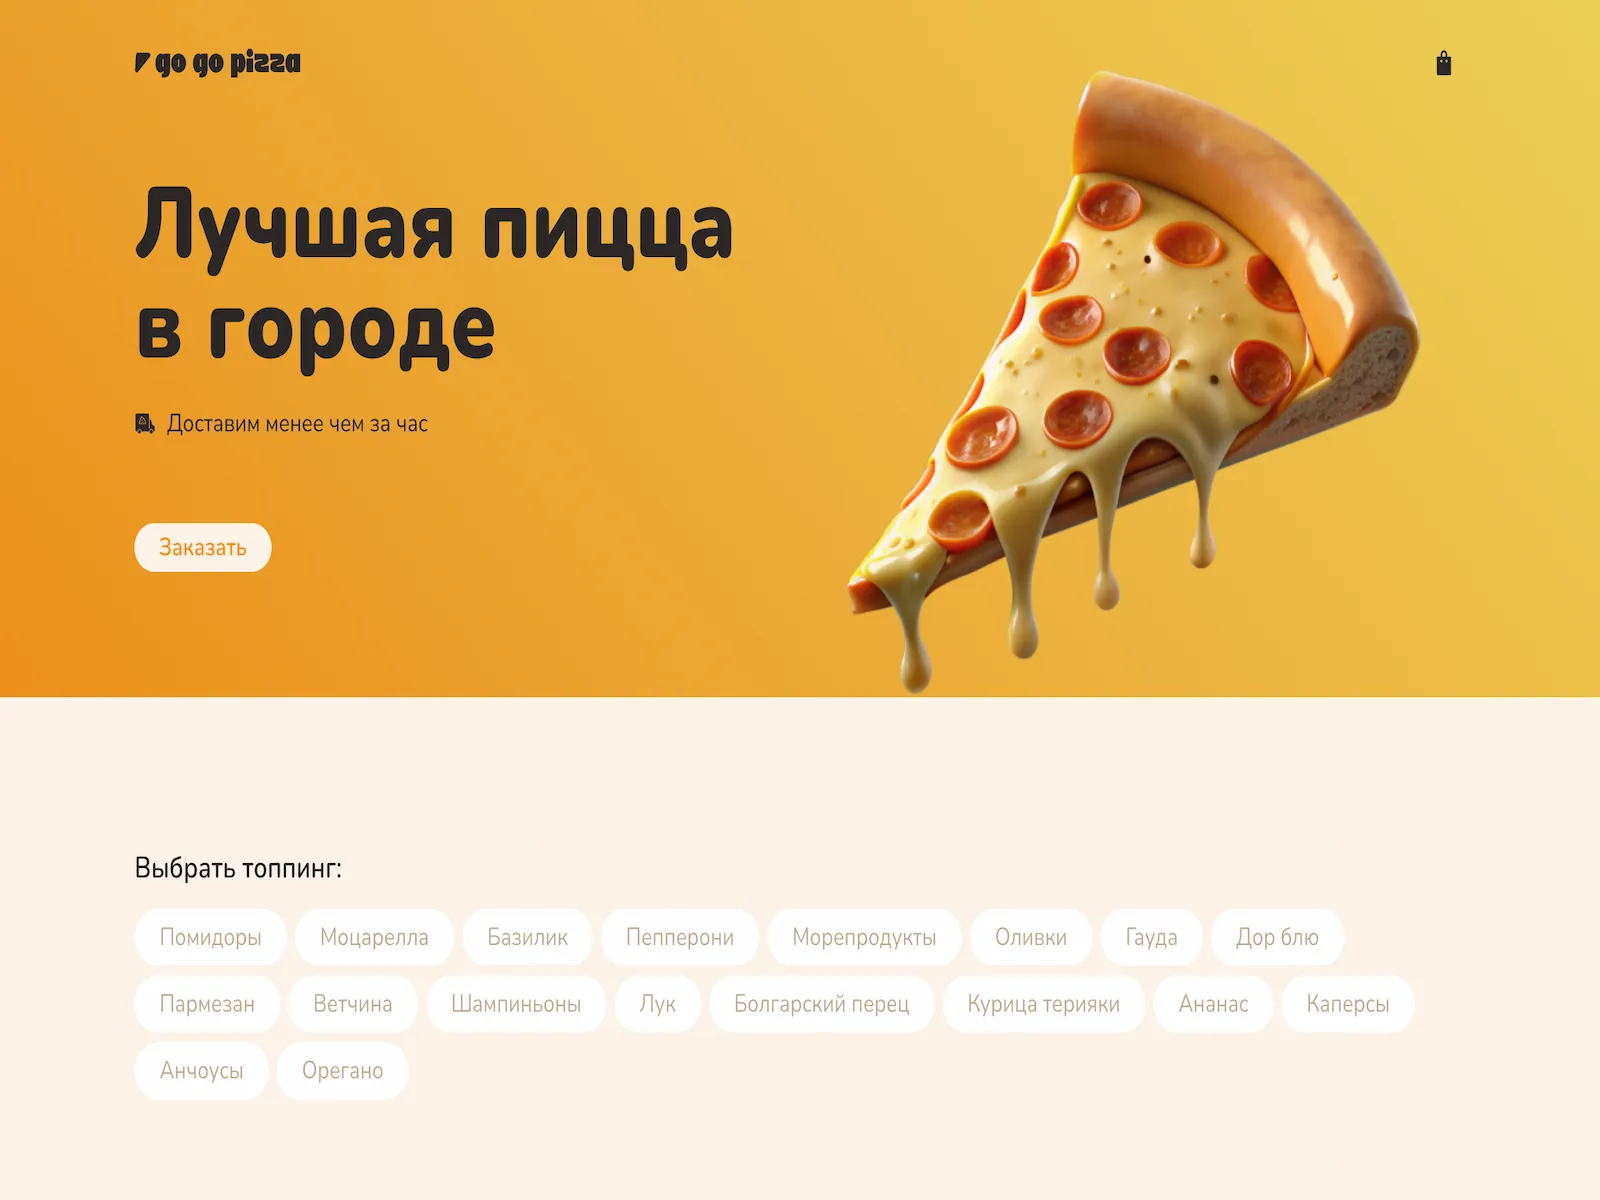 go go pizza
Лучшая пицца
в городе
Доставим менее чем за час
Заказать
Выбрать топпинг:
Помидоры Моцарелла Базилик Пепперони Морепродукты Оливки Гауда Дор блю
Пармезан Ветчина Шампиньоны Лук Болгарский перец Курица терияки Ананас Каперсы
Анчоусы Орегано